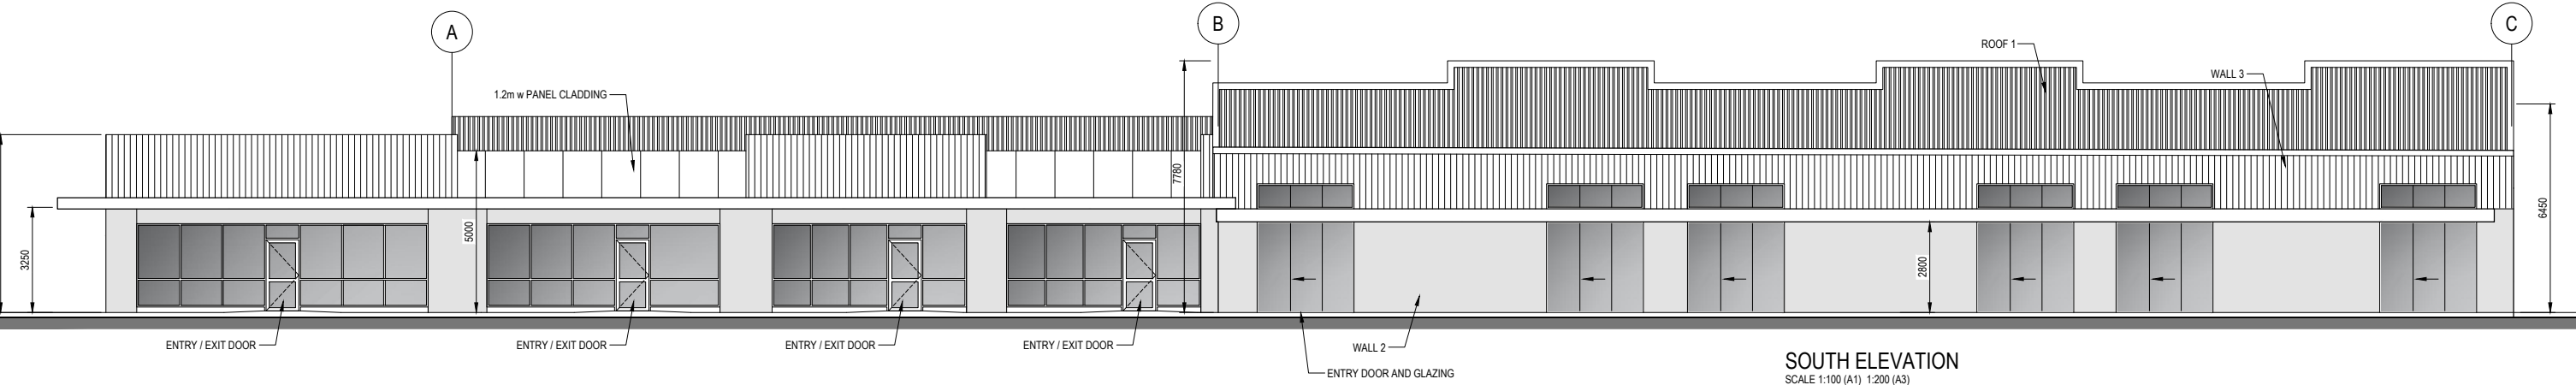 A
B
C
ROOF 1
WALL 3
1.2m w PANEL CLADDING
7780
6450
5000
3250
2800
ENTRY / EXIT DOOR
ENTRY / EXIT DOOR
ENTRY / EXIT DOOR
ENTRY / EXIT DOOR
WALL 2
ENTRY DOOR AND GLAZING
SOUTH ELEVATION
SCALE 1:100 (A1) 1:200 (A3)